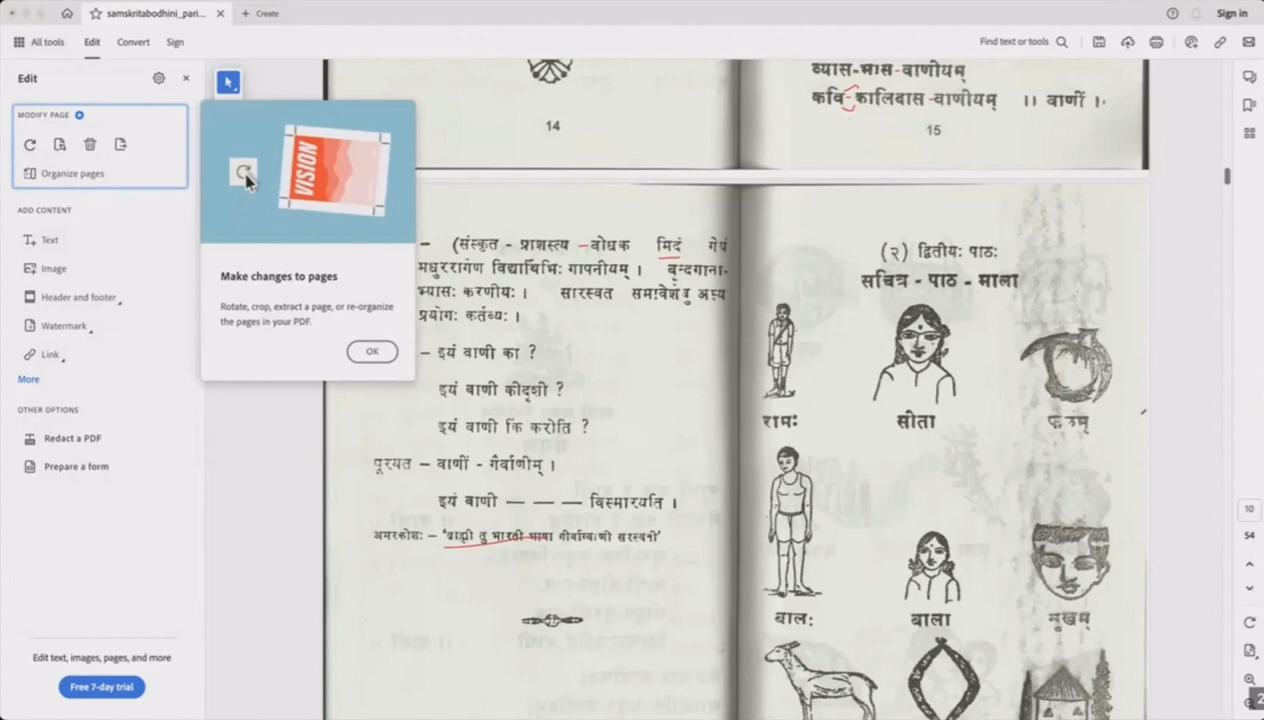 samskritabodhini_pari...
Create
Sign in
All tools
Edit
Convert
Sign
Find text or tools
Edit
MODIFY PAGE
Organize pages
ADD CONTENT
Text
Image
Header and footer
Watermark
Link
More
OTHER OPTIONS
Redact a PDF
Prepare a form
Edit text, images, pages, and more
Free 7-day trial
VISION
Make changes to pages
Rotate, crop, extract a page, or re-organize
the pages in your PDF.
OK
14
व्यास-भास-वाणीयम्
कवि-कालिदास-वाणीयम् ।। वाणीं ।
15
– (संस्कृत - प्राशस्त्य - बोधक मिदं गेयं
मधुररागेण विद्यार्थिभिः गापनीयम् । बृन्दगाना-
भ्यासः करणीयः । सारस्वत समावेशेषु अस्य
प्रयोगः कर्तव्यः ।
– इयं वाणी का ?
इयं वाणी कीदृशी ?
इयं वाणी किं करोति ?
पूरयत – वाणीं - गैर्वाणीम् ।
इयं वाणी — — — विस्मारयति ।
अमरकोशः – 'ब्राह्मी तु भारती भाषा गीर्वाग्वाणी सरस्वती'
(२) द्वितीयः पाठः
सचित्र - पाठ - माला
रामः सीता
बालः बाला मुखम्
10
54